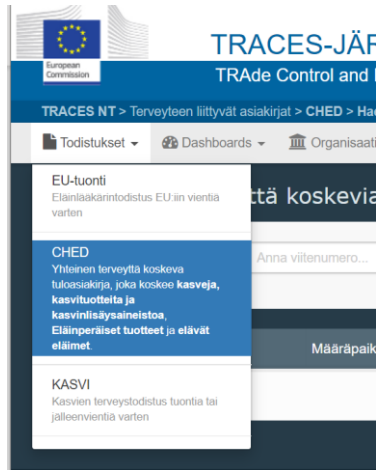 European
Commission
TRACES-JÄR
TRAde Control and
TRACES NT > Terveyteen liittyvät asiakirjat > CHED > Hae
Todistukset
Dashboards
Organisaati
EU-tuonti
Eläinlääkärintodistus EU:iin vientiä
varten
ttä koskevia
CHED
Yhteinen terveyttä koskeva
tuloasiakirja, joka koskee kasveja,
kasvituotteita ja
kasvinlisäysaineistoa,
Eläinperäiset tuotteet ja elävät
eläimet.
Anna viitenumero...
Määräpaik
KASVI
Kasvien terveystodistus tuontia tai
jälleenvientiä varten